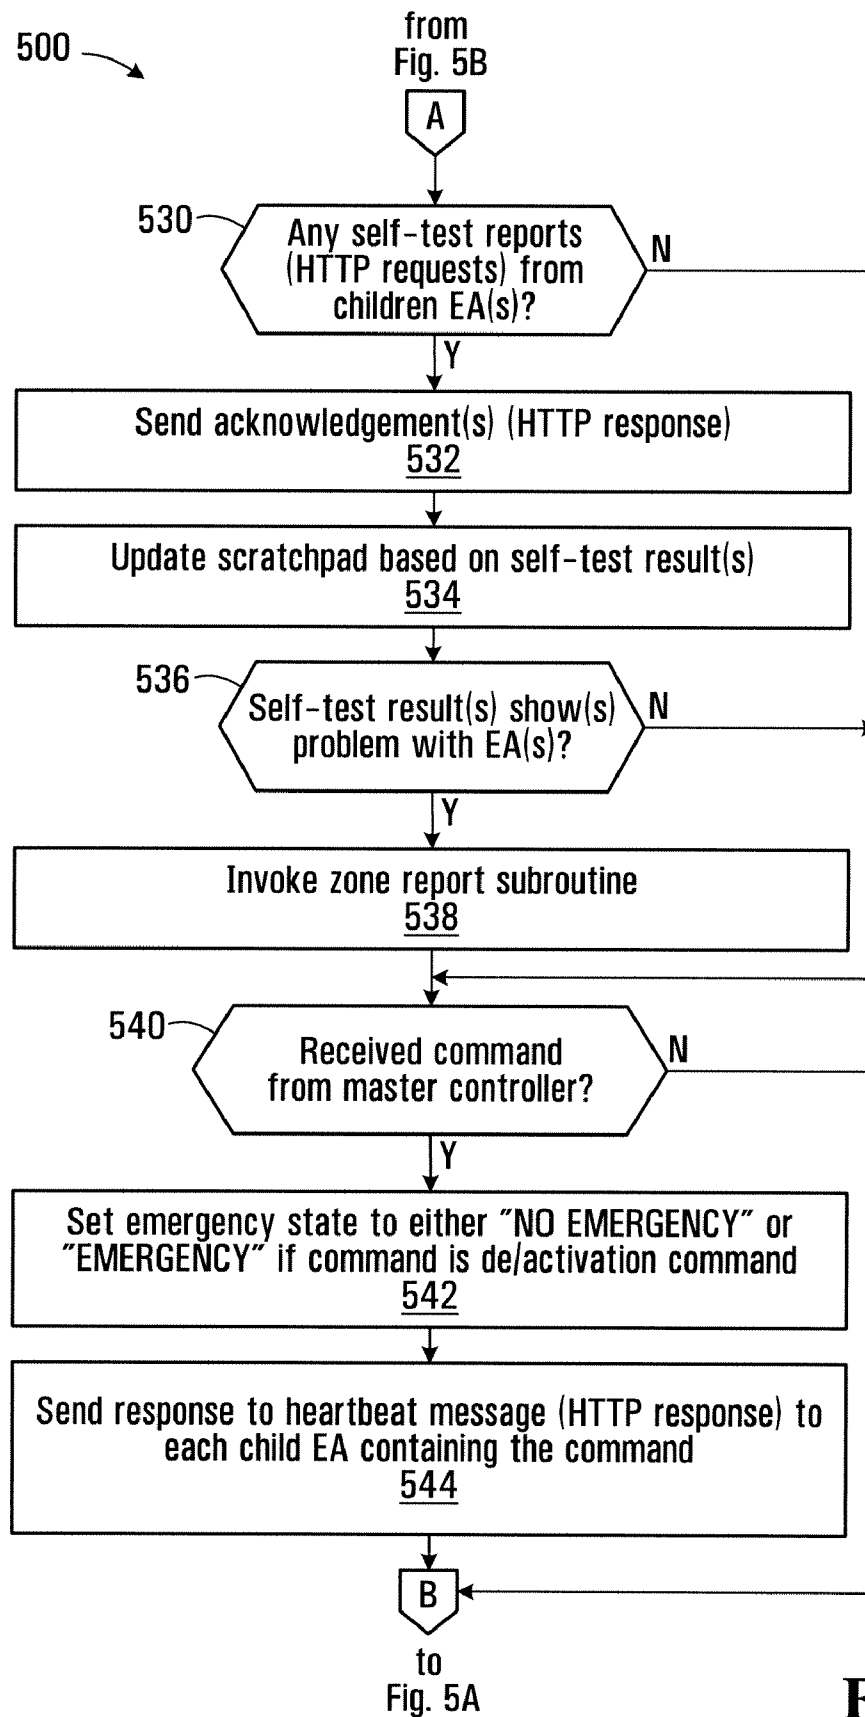 500
from
Fig. 5B
A
530
Any self-test reports
(HTTP requests) from
children EA(s)?
N
Y
Send acknowledgement(s) (HTTP response)
532
Update scratchpad based on self-test result(s)
534
536
Self-test result(s) show(s)
problem with EA(s)?
N
Y
Invoke zone report subroutine
538
540
Received command
from master controller?
N
Y
Set emergency state to either "NO EMERGENCY" or
"EMERGENCY" if command is de/activation command
542
Send response to heartbeat message (HTTP response) to
each child EA containing the command
544
B
to
Fig. 5A